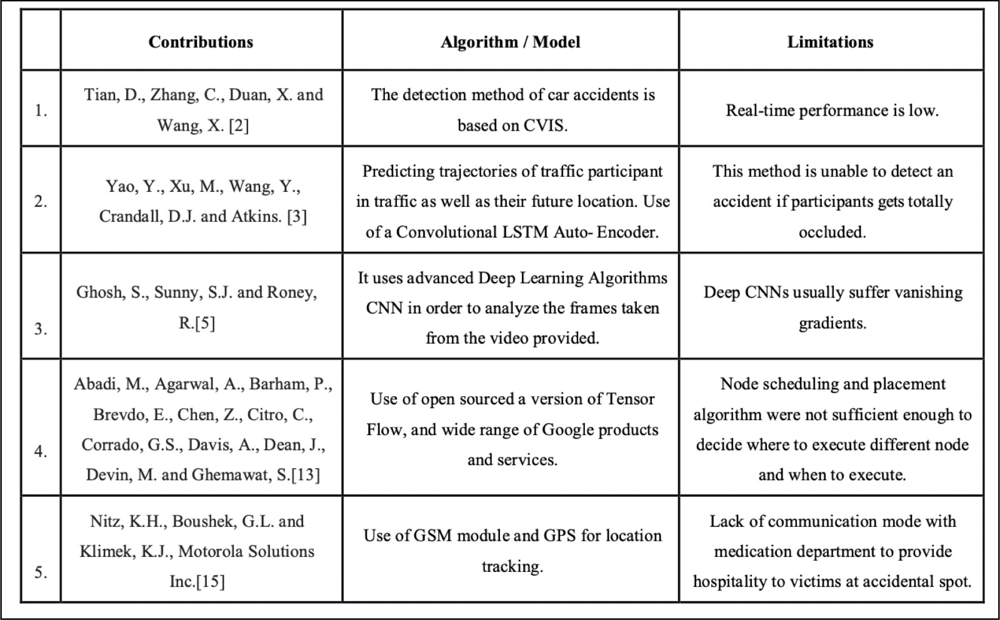 Contributions
Algorithm / Model
Limitations
1.
Tian, D., Zhang, C., Duan, X. and
Wang, X. [2]
The detection method of car accidents is
based on CVIS.
Real-time performance is low.
2.
Yao, Y., Xu, M., Wang, Y.,
Crandall, D.J. and Atkins. [3]
Predicting trajectories of traffic participant
in traffic as well as their future location. Use
of a Convolutional LSTM Auto- Encoder.
This method is unable to detect an
accident if participants gets totally
occluded.
3.
Ghosh, S., Sunny, S.J. and Roney,
R.[5]
It uses advanced Deep Learning Algorithms
CNN in order to analyze the frames taken
from the video provided.
Deep CNNs usually suffer vanishing
gradients.
4.
Abadi, M., Agarwal, A., Barham, P.,
Brevdo, E., Chen, Z., Citro, C.,
Corrado, G.S., Davis, A., Dean, J.,
Devin, M. and Ghemawat, S.[13]
Use of open sourced a version of Tensor
Flow, and wide range of Google products
and services.
Node scheduling and placement
algorithm were not sufficient enough to
decide where to execute different node
and when to execute.
5.
Nitz, K.H., Boushek, G.L. and
Klimek, K.J., Motorola Solutions
Inc.[15]
Use of GSM module and GPS for location
tracking.
Lack of communication mode with
medication department to provide
hospitality to victims at accidental spot.